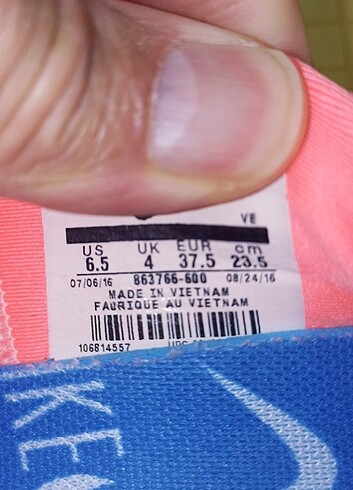 VE
US UK EUR cm
6.5 4 37.5 23.5
07/06/16 863766-600 08/24/16
MADE IN VIETNAM
FABRIQUE AU VIETNAM
106814557